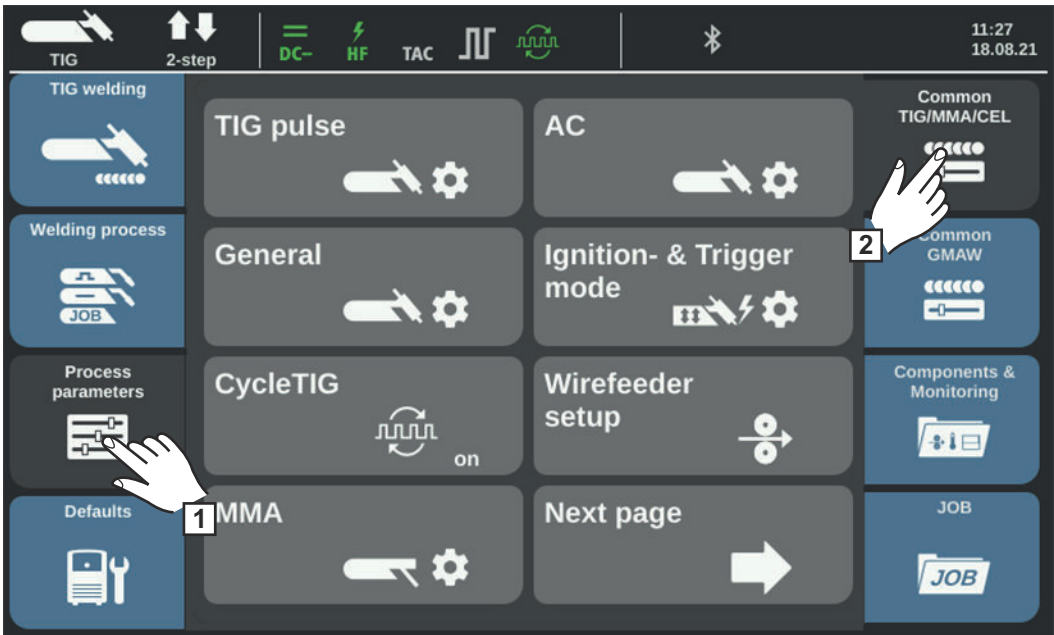 TIG
2-step
DC–
HF
TAC
11:27
18.08.21
TIG welding
Welding process
JOB
Process
parameters
1
Defaults
TIG pulse
AC
General
Ignition- & Trigger
mode
CycleTIG
on
Wirefeeder
setup
MMA
Next page
Common
TIG/MMA/CEL
2
Common
GMAW
Components &
Monitoring
JOB
JOB